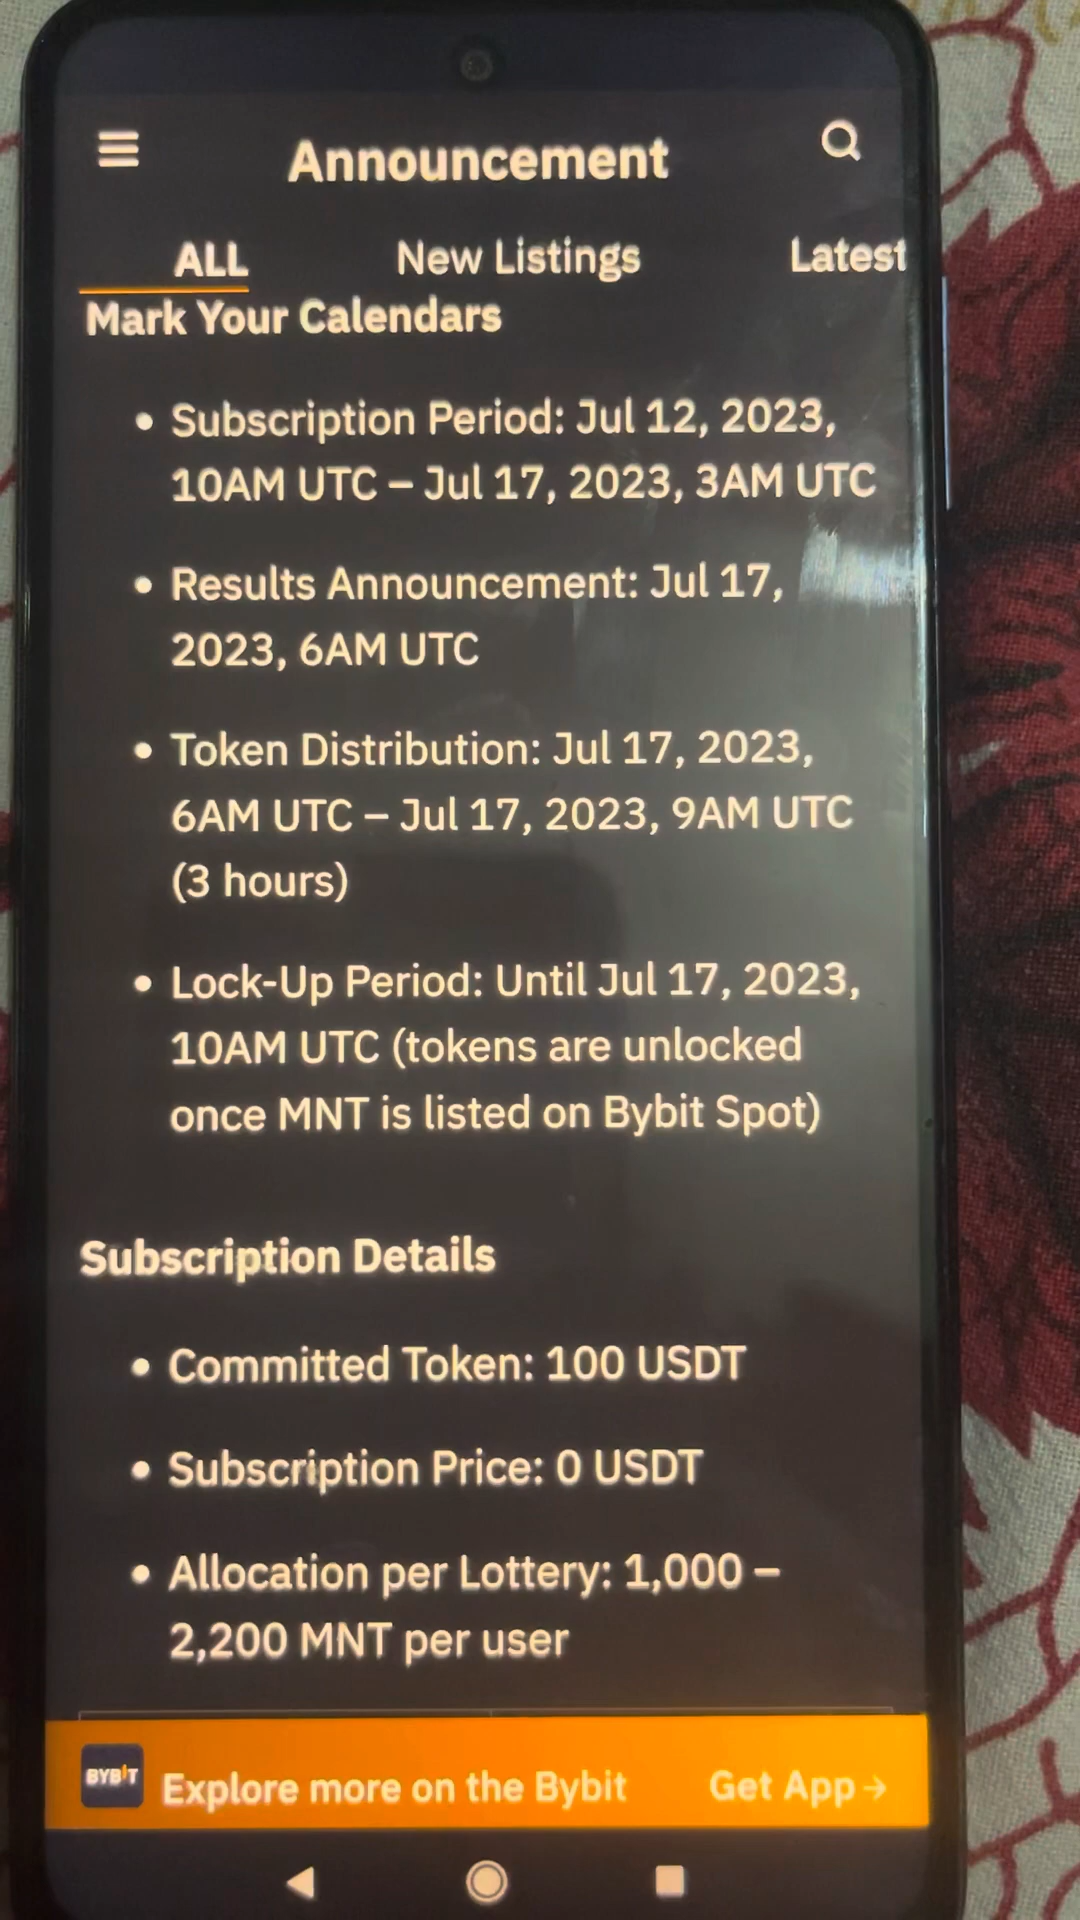 Announcement
ALL New Listings Latest
Mark Your Calendars
• Subscription Period: Jul 12, 2023,
10AM UTC – Jul 17, 2023, 3AM UTC
• Results Announcement: Jul 17,
2023, 6AM UTC
• Token Distribution: Jul 17, 2023,
6AM UTC – Jul 17, 2023, 9AM UTC
(3 hours)
• Lock-Up Period: Until Jul 17, 2023,
10AM UTC (tokens are unlocked
once MNT is listed on Bybit Spot)
Subscription Details
• Committed Token: 100 USDT
• Subscription Price: 0 USDT
• Allocation per Lottery: 1,000 –
2,200 MNT per user
BYBIT Explore more on the Bybit Get App →